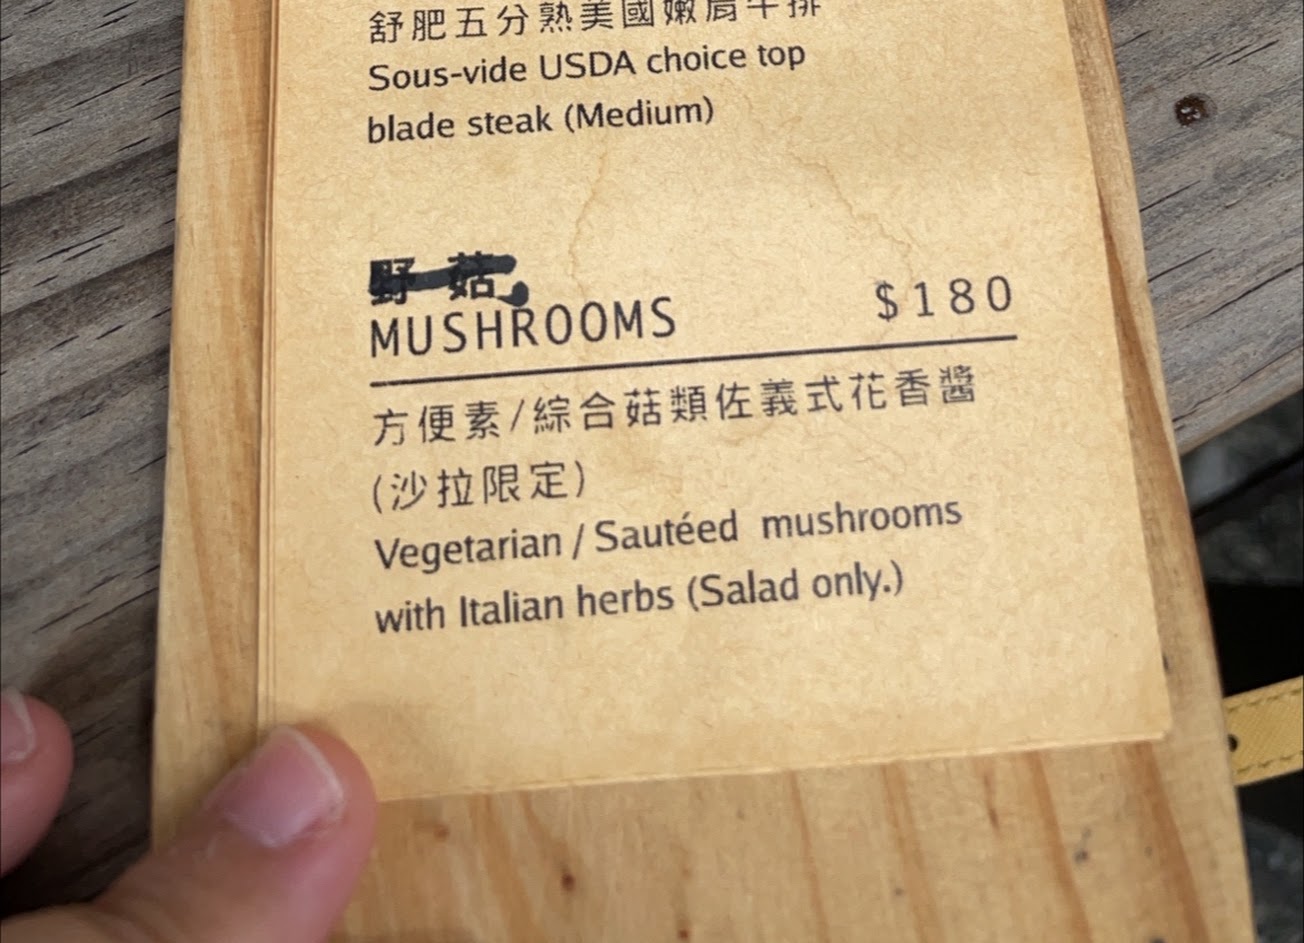 舒肥五分熟美國嫩肩牛排
Sous-vide USDA choice top
blade steak (Medium)
野菇
MUSHROOMS $180
方便素/綜合菇類佐義式花香醬
(沙拉限定)
Vegetarian / Sautéed mushrooms
with Italian herbs (Salad only.)